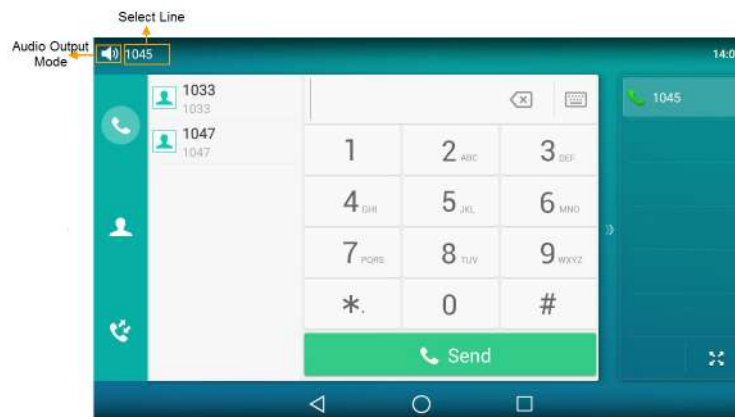 Select Line
Audio Output
Mode
1045
14:0
1033
1033
1047
1047
1045
1
2 ABC
3 DEF
4 GHI
5 JKL
6 MNO
7 PQRS
8 TUV
9 WXYZ
*.
0
#
Send